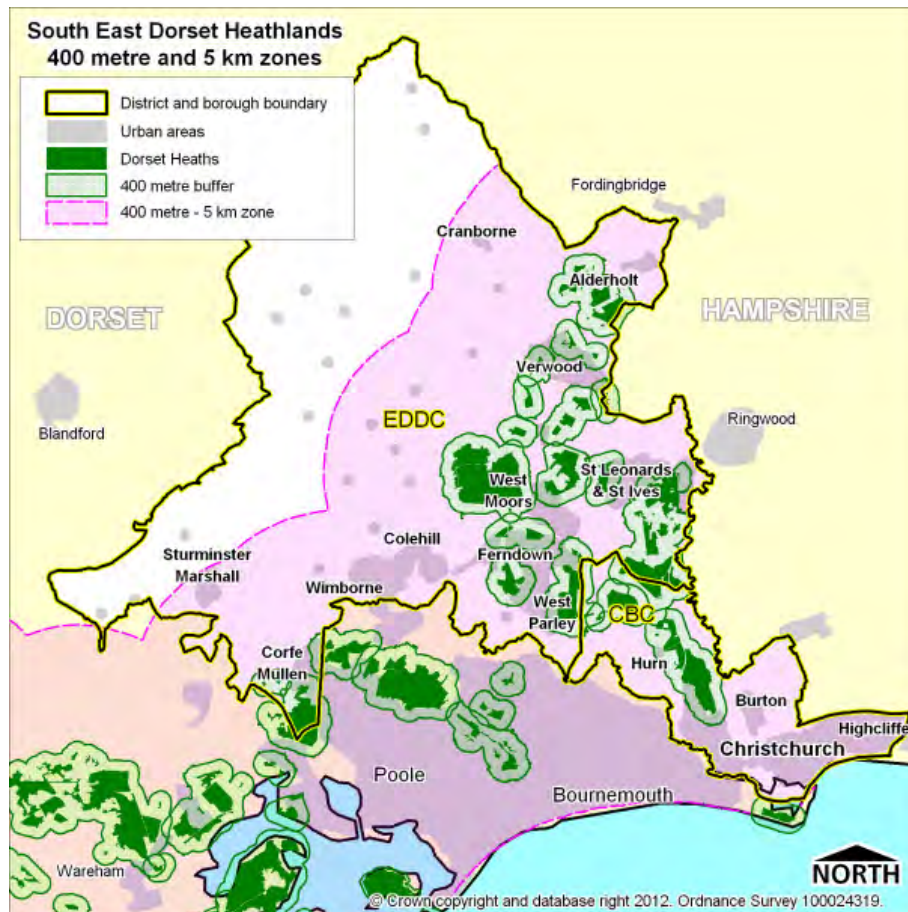 South East Dorset Heathlands
400 metre and 5 km zones
District and borough boundary
Urban areas
Dorset Heaths
400 metre buffer
400 metre - 5 km zone
Fordingbridge
Cranborne
Alderholt
DORSET
HAMPSHIRE
Verwood
EDDC
Blandford
Ringwood
St Leonards
& St Ives
West
Moors
Colehill
Sturminster
Marshall
Ferndown
Wimborne
West
Parley
CBC
Corfe
Mullen
Hurn
Burton
Highcliffe
Christchurch
Poole
Bournemouth
Wareham
NORTH
© Crown copyright and database right 2012. Ordnance Survey 100024319.